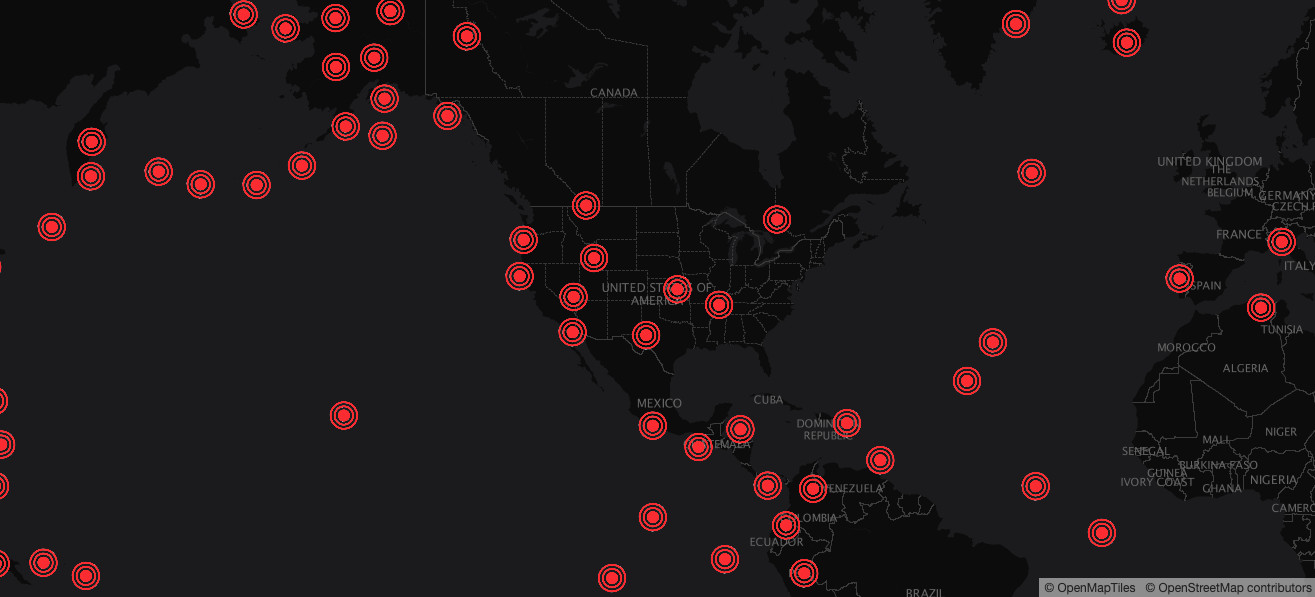 CANADA
UNITED KINGDOM
THE
NETHERLANDS
BELGIUM
GERMANY
CZECH
FRANCE
ITALY
SPAIN
UNITED STATES OF
AMERICA
TUNISIA
MOROCCO
ALGERIA
MEXICO
CUBA
DOMINICAN
REPUBLIC
GUATEMALA
NIGER
MALI
SENEGAL
BURKINA FASO
GUINEA
IVORY COAST
GHANA
NIGERIA
VENEZUELA
CAMERO
COLOMBIA
ECUADOR
BRAZIL
© OpenMapTiles © OpenStreetMap contributors